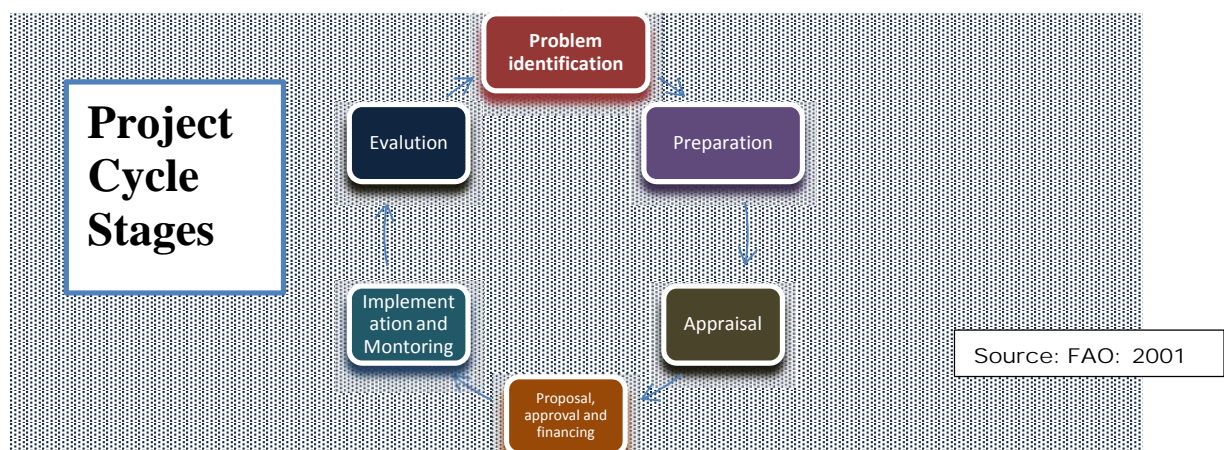 Project
Cycle
Stages
Problem
identification
Preparation
Appraisal
Proposal,
approval and
financing
Implement
ation and
Montoring
Evalution
Source: FAO: 2001